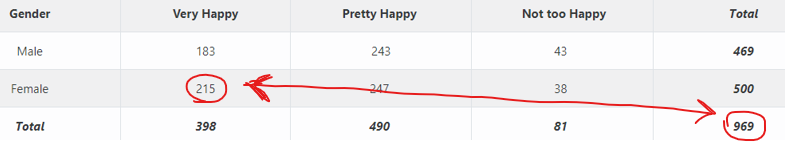 Gender Very Happy Pretty Happy Not too Happy Total
Male 183 243 43 469
Female 215 247 38 500
Total 398 490 81 969